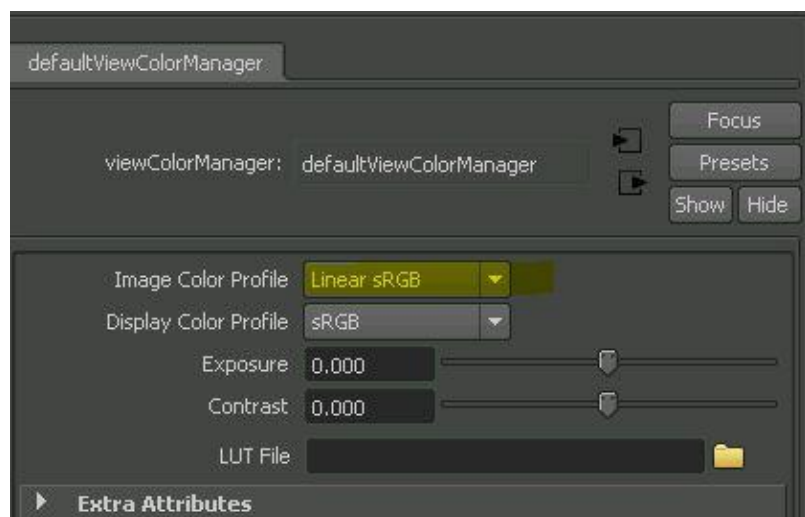 defaultViewColorManager
viewColorManager: defaultViewColorManager
Focus
Presets
Show Hide
Image Color Profile Linear sRGB
Display Color Profile sRGB
Exposure 0.000
Contrast 0.000
LUT File
Extra Attributes